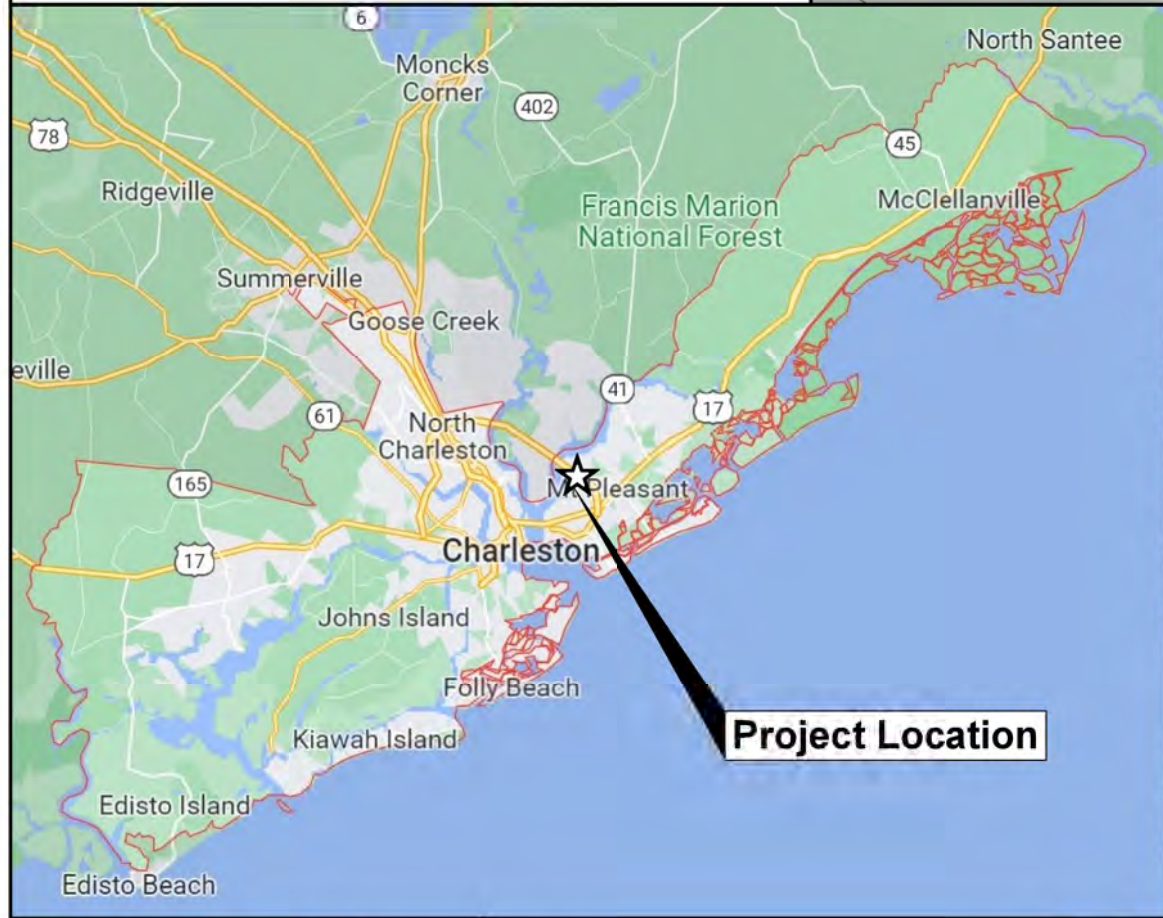 6
North Santee
Moncks
Corner
402
78
45
Ridgeville
McClellanville
Francis Marion
National Forest
Summerville
Goose Creek
eville
41
17
61
North
Charleston
165
Mt Pleasant
17
Charleston
Johns Island
Folly Beach
Project Location
Kiawah Island
Edisto Island
Edisto Beach